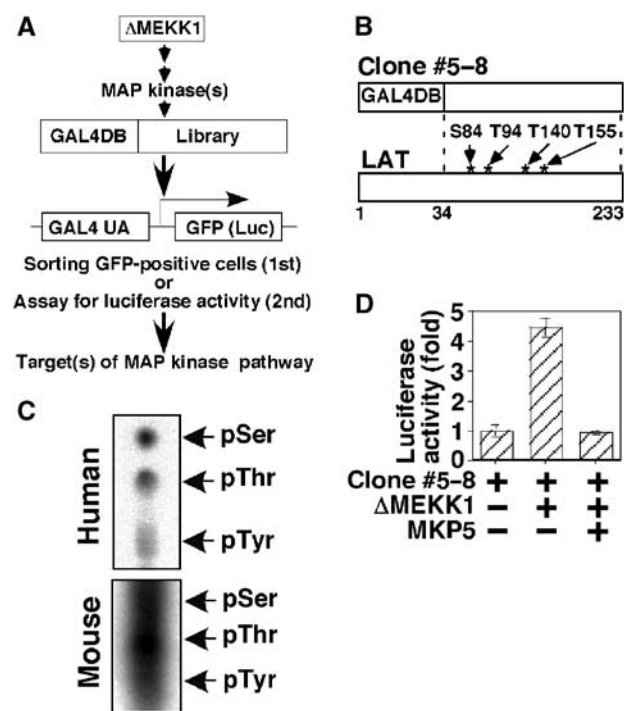 A
ΔMEKK1
MAP kinase(s)
GAL4DB Library
GAL4 UA GFP (Luc)
Sorting GFP-positive cells (1st)
or
Assay for luciferase activity (2nd)
Target(s) of MAP kinase pathway
B
Clone #5–8
GAL4DB
S84 T94 T140 T155
LAT
* * * *
1 34 233
C
Human
pSer
pThr
pTyr
Mouse
pSer
pThr
pTyr
D
Luciferase
activity (fold)
5
4
3
2
1
0
Clone #5–8 + + +
ΔMEKK1 – + +
MKP5 – – +